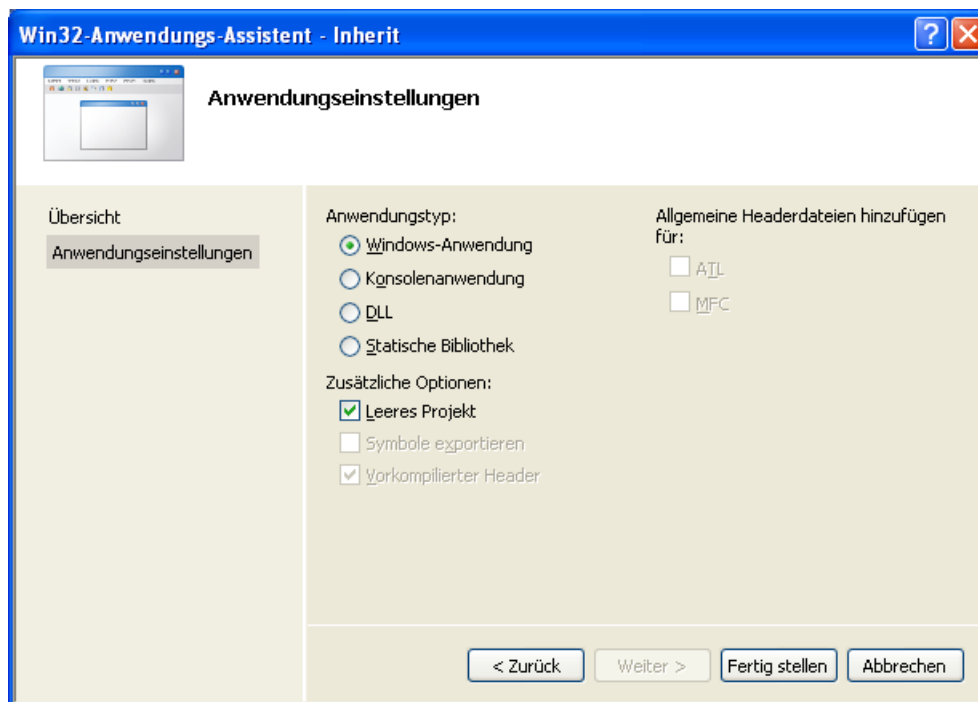 Win32-Anwendungs-Assistent - Inherit
Anwendungseinstellungen
Übersicht
Anwendungseinstellungen
Anwendungstyp:
Windows-Anwendung
Konsolenanwendung
DLL
Statische Bibliothek
Zusätzliche Optionen:
Leeres Projekt
Symbole exportieren
Vorkompilierter Header
Allgemeine Headerdateien hinzufügen
für:
ATL
MFC
< Zurück
Weiter >
Fertig stellen
Abbrechen